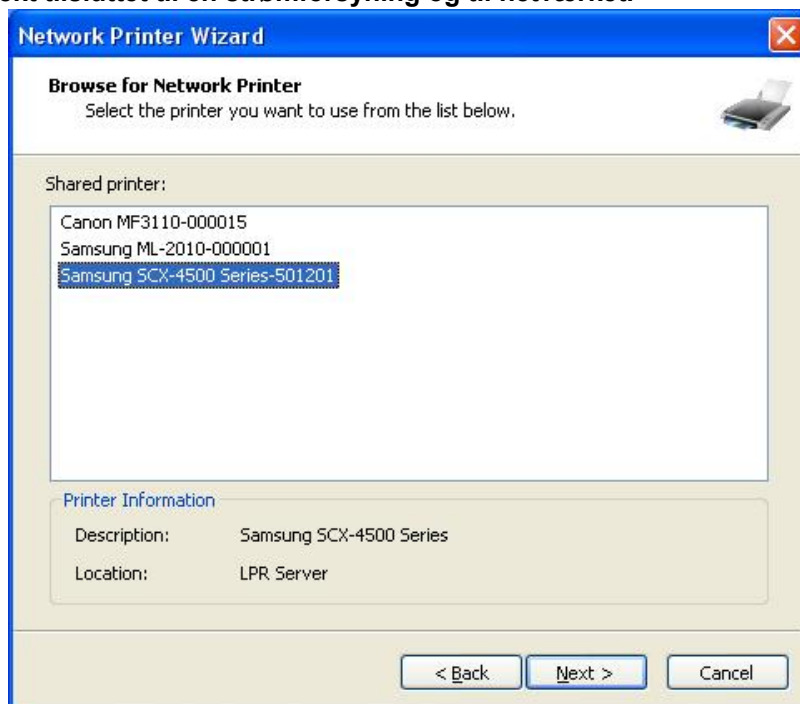 Network Printer Wizard
Browse for Network Printer
Select the printer you want to use from the list below.
Shared printer:
Canon MF3110-000015
Samsung ML-2010-000001
Samsung SCX-4500 Series-501201
Printer Information
Description: Samsung SCX-4500 Series
Location: LPR Server
< Back Next > Cancel